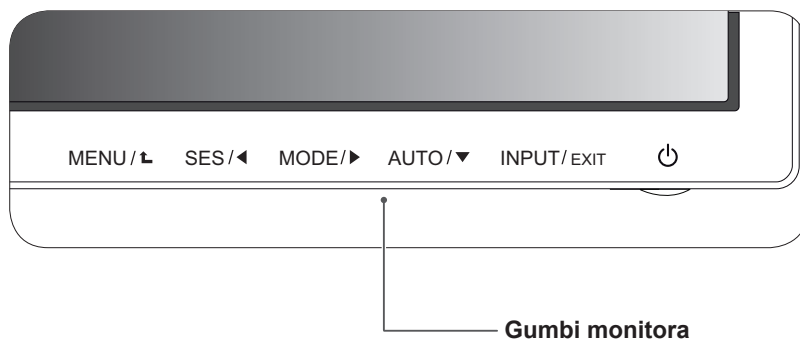 MENU/⮤ SES/◀ MODE/▶ AUTO/▼ INPUT/EXIT
Gumbi monitora